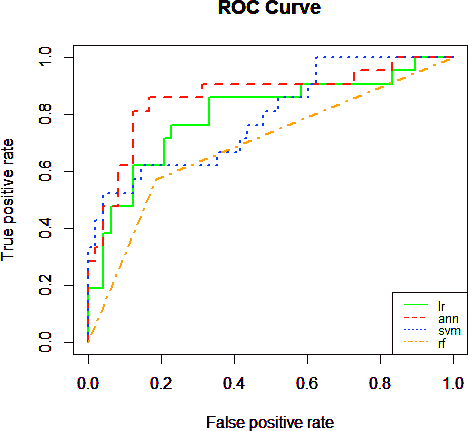 ROC Curve
True positive rate
1.0
0.8
0.6
0.4
0.2
0.0
lr
ann
svm
rf
0.0 0.2 0.4 0.6 0.8 1.0
False positive rate